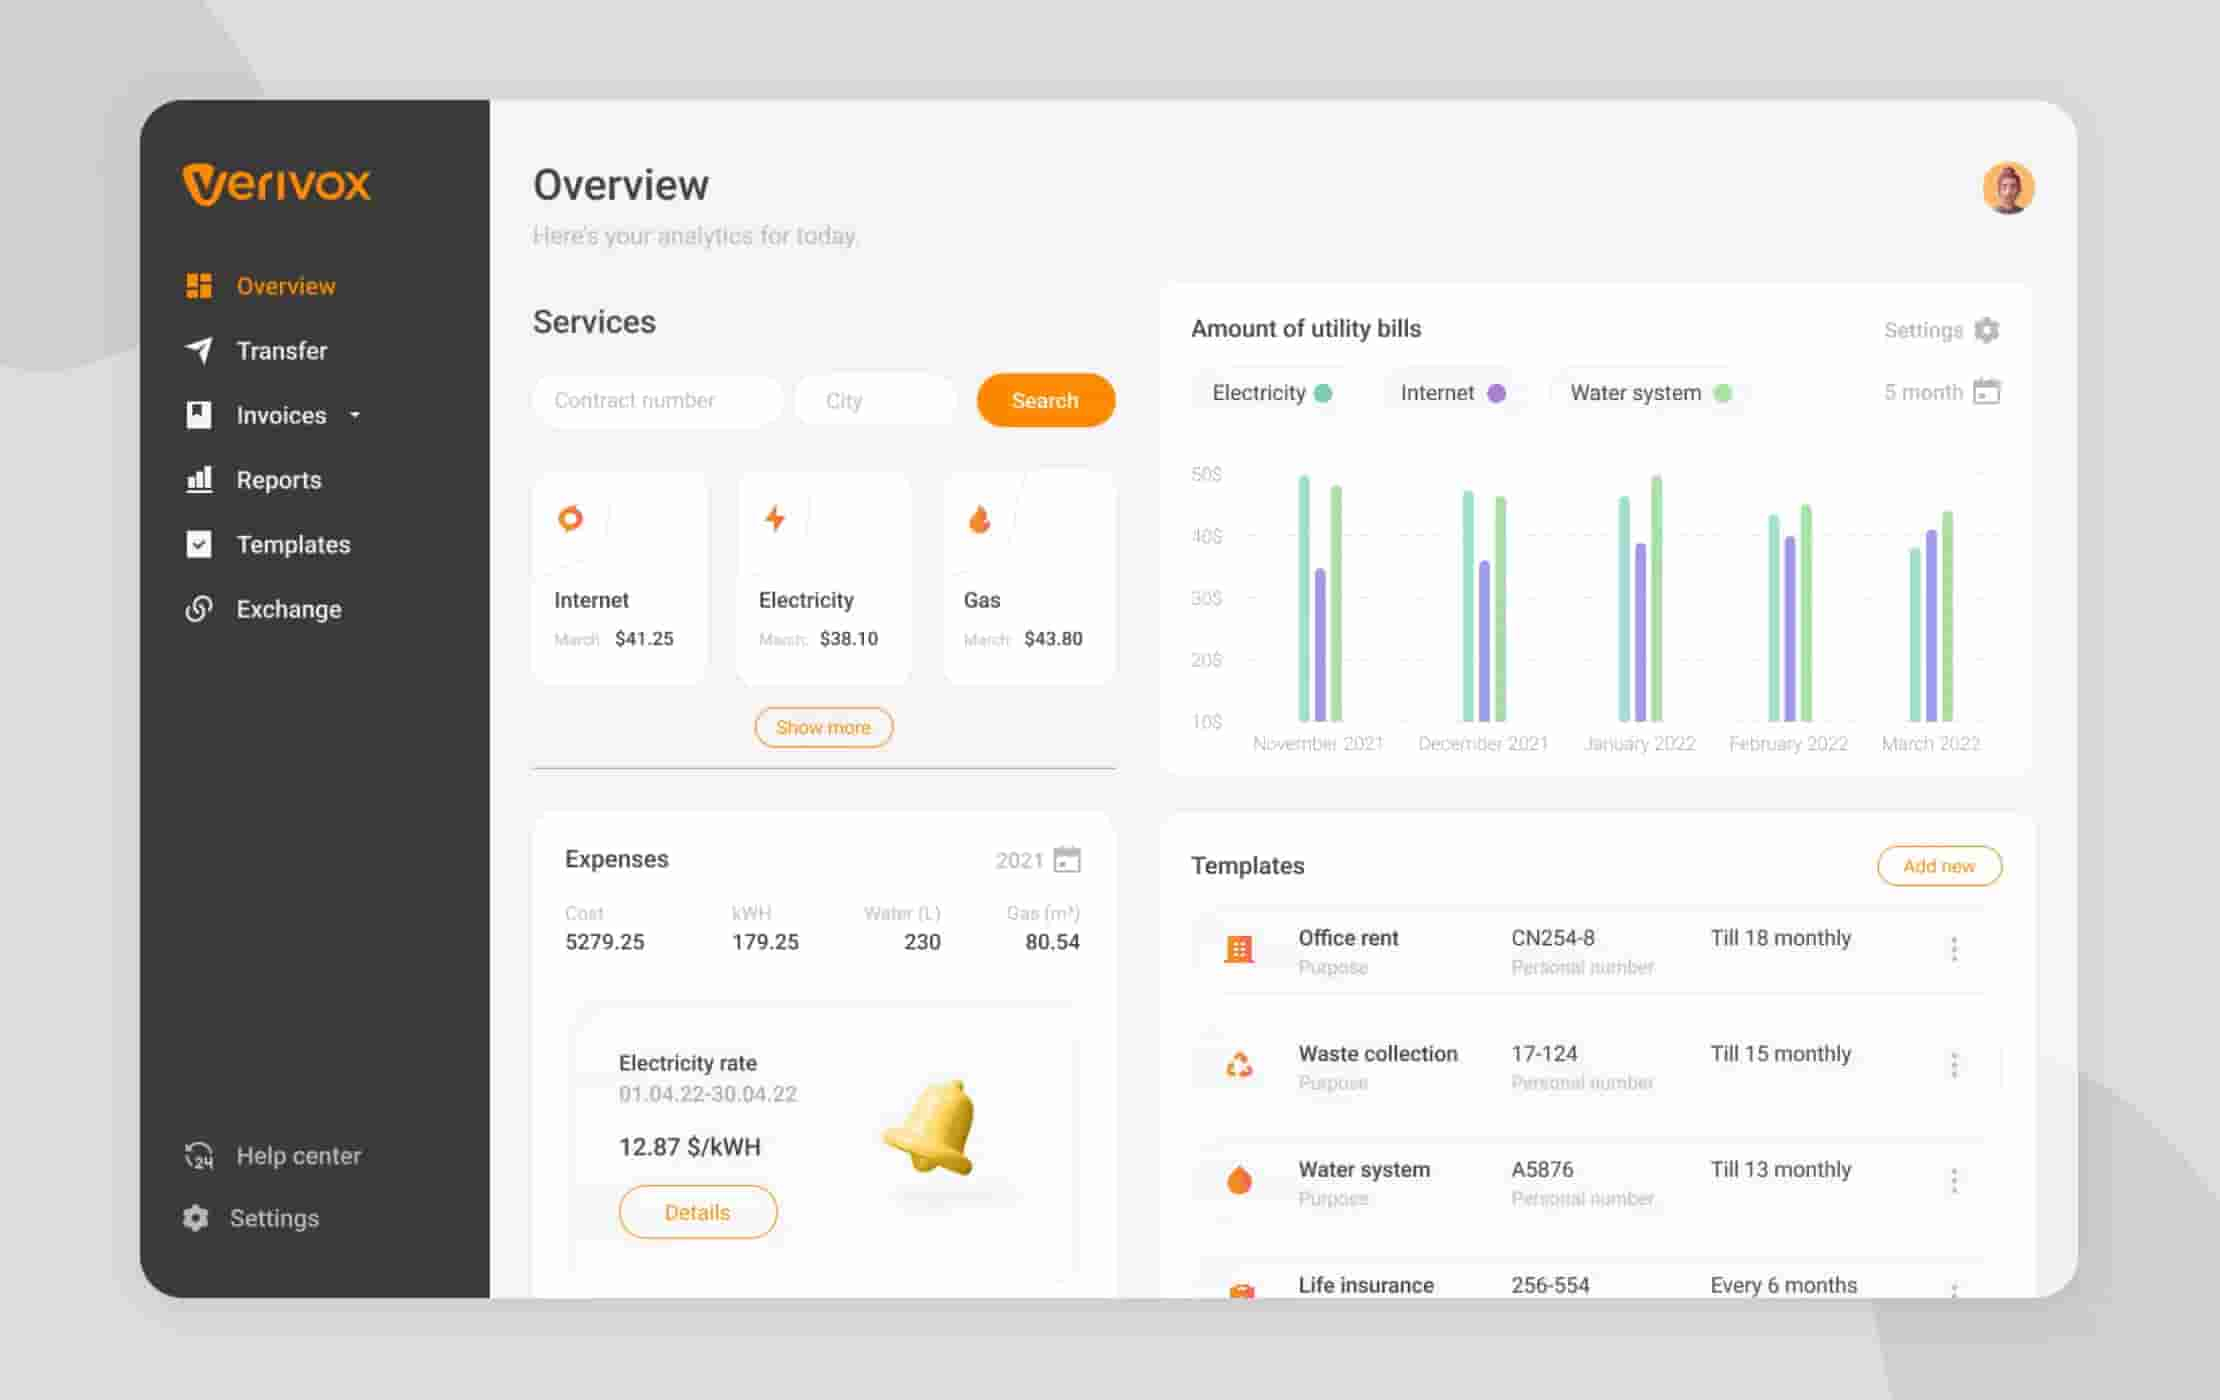 verivox
Overview
Transfer
Invoices
Reports
Templates
Exchange
24
Help center
Settings
Overview
Here's your analytics for today.
Services
Contract number
City
Search
Internet
March: $41.25
Electricity
March: $38.10
Gas
March: $43.80
Show more
Amount of utility bills
Settings
Electricity
Internet
Water system
5 month
50$
40$
30$
20$
10$
November 2021
December 2021
January 2022
February 2022
March 2022
Expenses
2021
Cost kWH Water (L) Gas (m³)
5279.25 179.25 230 80.54
Electricity rate
01.04.22-30.04.22
12.87 $/kWH
Details
Templates
Add new
Office rent CN254-8 Till 18 monthly
Purpose Personal number
Waste collection 17-124 Till 15 monthly
Purpose Personal number
Water system A5876 Till 13 monthly
Purpose Personal number
Life insurance 256-554 Every 6 months